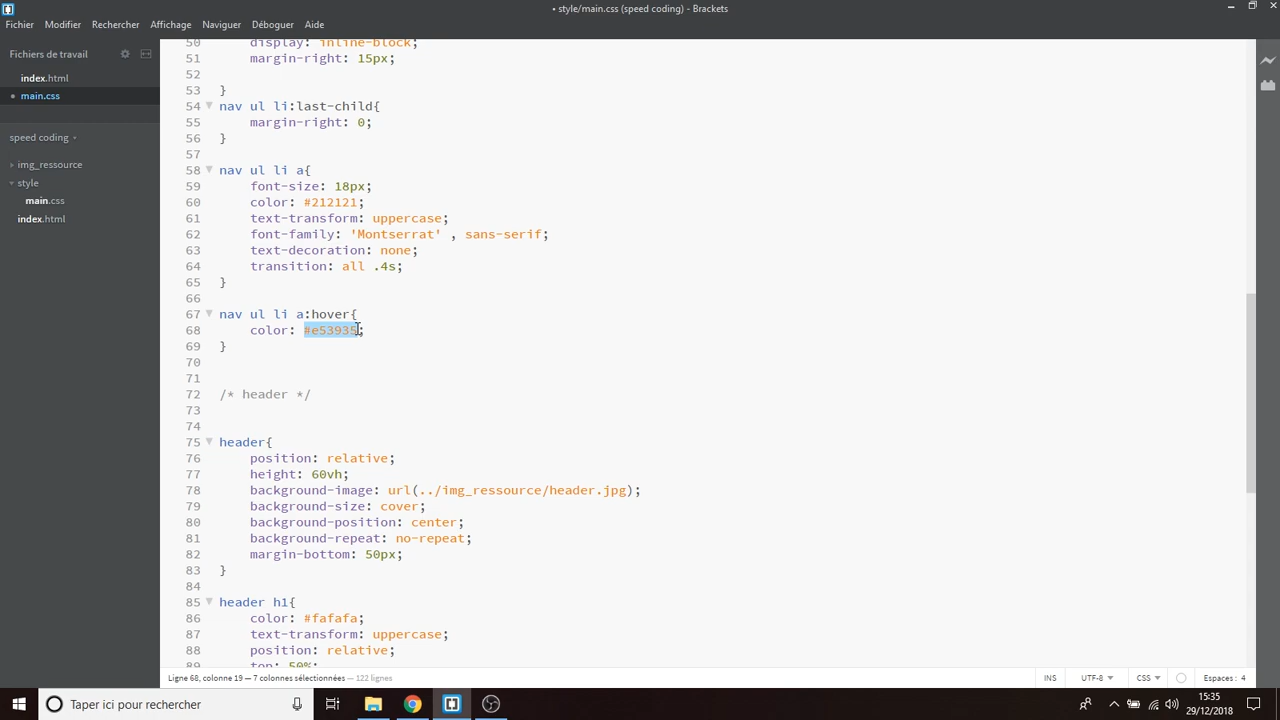 • style/main.css (speed coding) - Brackets
Fichier Modifier Rechercher Affichage Naviguer Déboguer Aide
Fichiers de travail
index.html
• main.css
speed coding
img_ressource
style
main.css
index.html
50 display: inline-block;
51 margin-right: 15px;
52
53 }
54 nav ul li:last-child{
55 margin-right: 0;
56 }
57
58 nav ul li a{
59 font-size: 18px;
60 color: #212121;
61 text-transform: uppercase;
62 font-family: 'Montserrat' , sans-serif;
63 text-decoration: none;
64 transition: all .4s;
65 }
66
67 nav ul li a:hover{
68 color: #e53935;
69 }
70
71
72 /* header */
73
74
75 header{
76 position: relative;
77 height: 60vh;
78 background-image: url(../img_ressource/header.jpg);
79 background-size: cover;
80 background-position: center;
81 background-repeat: no-repeat;
82 margin-bottom: 50px;
83 }
84
85 header h1{
86 color: #fafafa;
87 text-transform: uppercase;
88 position: relative;
89 top: 50%;
Ligne 68, colonne 19 — 7 colonnes sélectionnées — 122 lignes
INS UTF-8 CSS Espaces : 4
Taper ici pour rechercher
15:35
29/12/2018